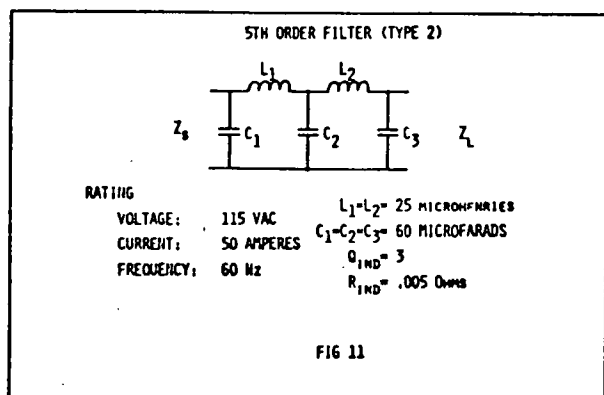 5TH ORDER FILTER (TYPE 2)
L1 L2
Zs C1 C2 C3 ZL
RATING
VOLTAGE: 115 VAC
CURRENT: 50 AMPERES
FREQUENCY: 60 Hz
L1=L2= 25 MICROHENRIES
C1=C2=C3= 60 MICROFARADS
QIND= 3
RIND= .005 OHMS
FIG 11